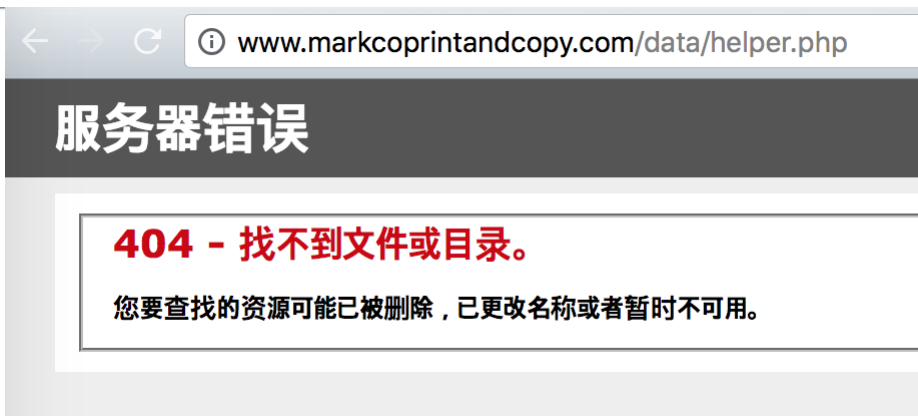 www.markcoprintandcopy.com/data/helper.php
服务器错误
404 - 找不到文件或目录。
您要查找的资源可能已被删除，已更改名称或者暂时不可用。